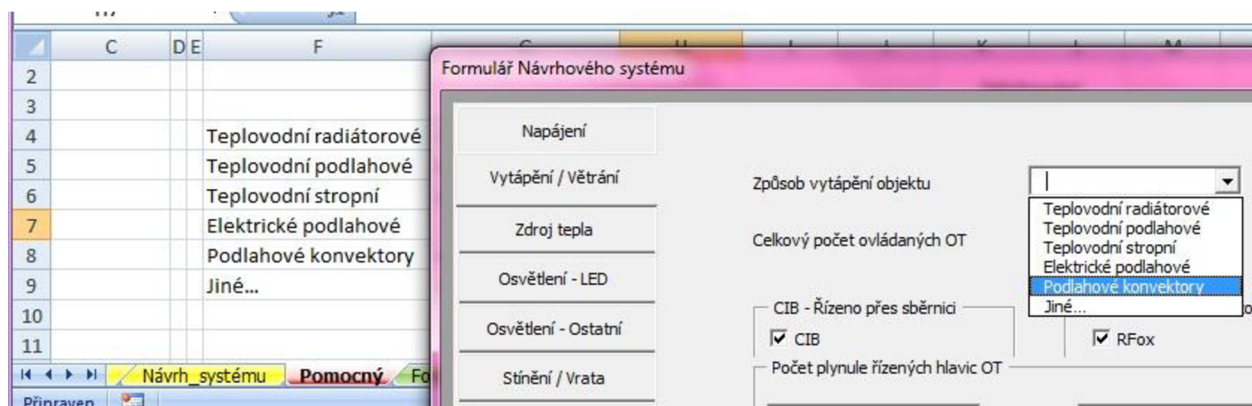 C D E F
Formulář Návrhového systému
2
3
4 Teplovodní radiátorové
5 Teplovodní podlahové
6 Teplovodní stropní
7 Elektrické podlahové
8 Podlahové konvektory
9 Jiné...
10
11
Návrh_systému Pomocný Fo
Připraven
Napájení
Vytápění / Větrání
Zdroj tepla
Osvětlení - LED
Osvětlení - Ostatní
Stínění / Vrata
Způsob vytápění objektu
Teplovodní radiátorové
Teplovodní podlahové
Teplovodní stropní
Elektrické podlahové
Podlahové konvektory
Jiné...
Celkový počet ovládaných OT
CIB - Řízeno přes sběrnici
CIB RFox
Počet plynule řízených hlavic OT